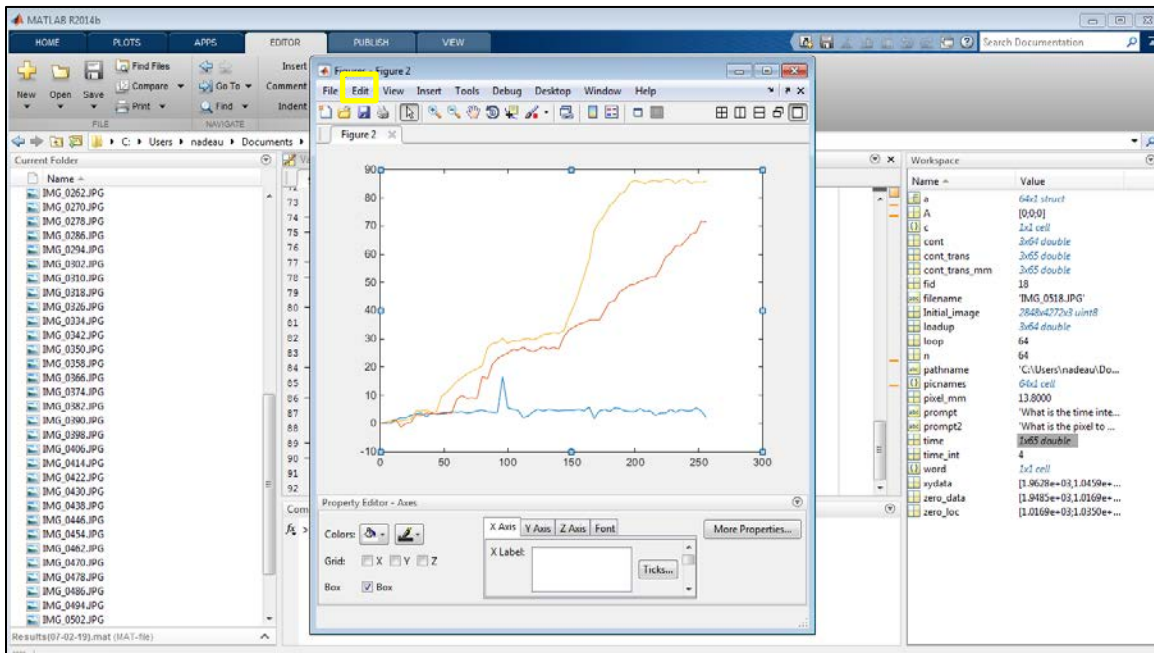 MATLAB R2014b
HOME PLOTS APPS EDITOR PUBLISH VIEW
Search Documentation
New Open Save
Find Files
Compare
Print
Go To
Find
Insert
Comment
Indent
FILE NAVIGATE
C: Users nadeau Documents
Current Folder
Name
IMG_0262.JPG
IMG_0270.JPG
IMG_0278.JPG
IMG_0286.JPG
IMG_0294.JPG
IMG_0302.JPG
IMG_0310.JPG
IMG_0318.JPG
IMG_0326.JPG
IMG_0334.JPG
IMG_0342.JPG
IMG_0350.JPG
IMG_0358.JPG
IMG_0366.JPG
IMG_0374.JPG
IMG_0382.JPG
IMG_0390.JPG
IMG_0398.JPG
IMG_0406.JPG
IMG_0414.JPG
IMG_0422.JPG
IMG_0430.JPG
IMG_0438.JPG
IMG_0446.JPG
IMG_0454.JPG
IMG_0462.JPG
IMG_0470.JPG
IMG_0478.JPG
IMG_0486.JPG
IMG_0494.JPG
IMG_0502.JPG
Results(07-02-19).mat (MAT-file)
73
74
75
76
77
78
79
80
81
82
83
84
85
86
87
88
89
90
91
92
Figures - Figure 2
File Edit View Insert Tools Debug Desktop Window Help
Figure 2
90
80
70
60
50
40
30
20
10
0
-10
0 50 100 150 200 250 300
Property Editor - Axes
Colors:
Grid: X Y Z
Box Box
X Axis Y Axis Z Axis Font
X Label:
Ticks...
More Properties...
fx >
Workspace
Name Value
a 64x1 struct
A [0;0;0]
c 1x1 cell
cont 3x64 double
cont_trans 3x65 double
cont_trans_mm 3x65 double
fid 18
filename 'IMG_0518.JPG'
Initial_image 2848x4272x3 uint8
loadup 3x64 double
loop 64
n 64
pathname 'C:\Users\nadeau\Do...
picnames 64x1 cell
pixel_mm 13.8000
prompt 'What is the time inte...
prompt2 'What is the pixel to ...
time 1x65 double
time_int 4
word 1x1 cell
xydata [1.9628e+03;1.0459e+...
zero_data [1.9485e+03;1.0169e+...
zero_loc [1.0169e+03;1.0350e+...